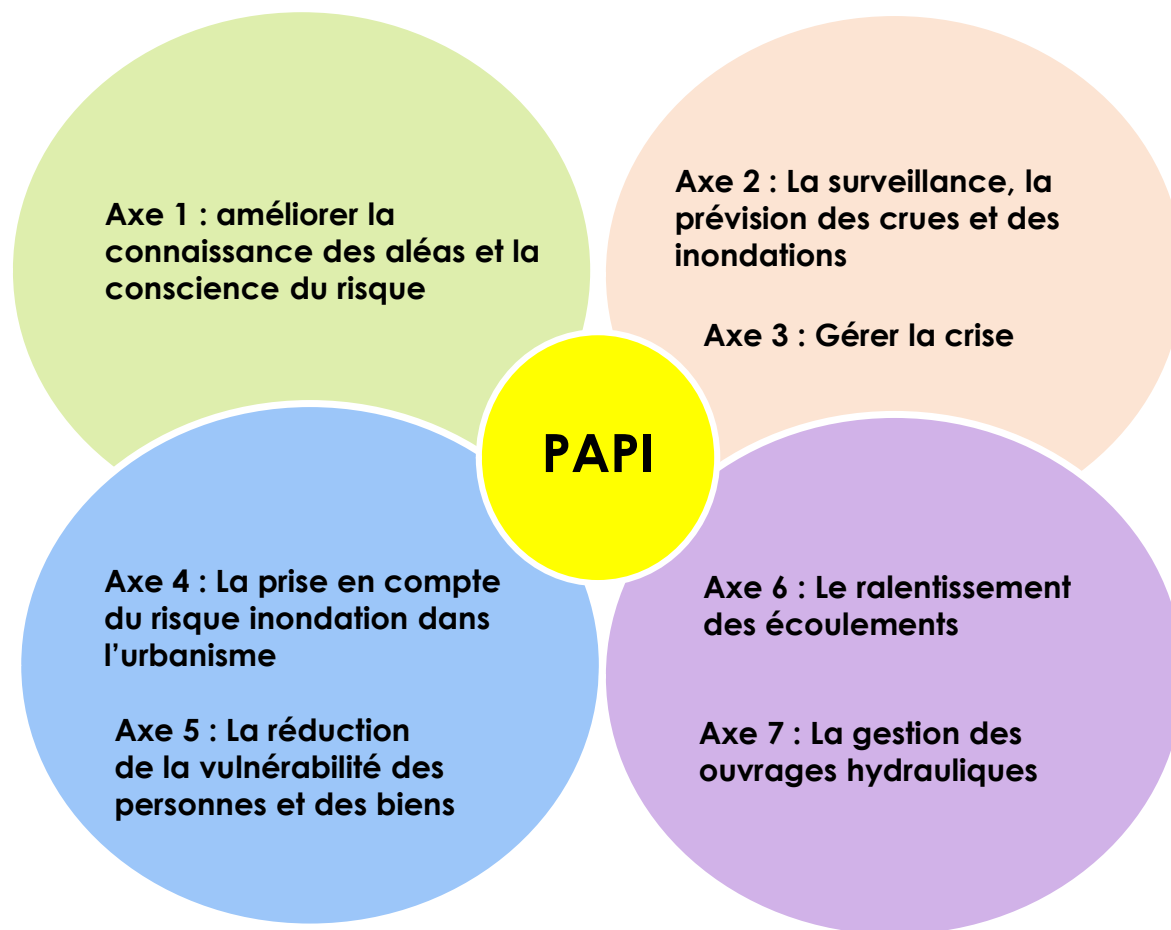 Axe 1 : améliorer la
connaissance des aléas et la
conscience du risque
Axe 2 : La surveillance, la
prévision des crues et des
inondations
Axe 3 : Gérer la crise
PAPI
Axe 4 : La prise en compte
du risque inondation dans
l'urbanisme
Axe 5 : La réduction
de la vulnérabilité des
personnes et des biens
Axe 6 : Le ralentissement
des écoulements
Axe 7 : La gestion des
ouvrages hydrauliques